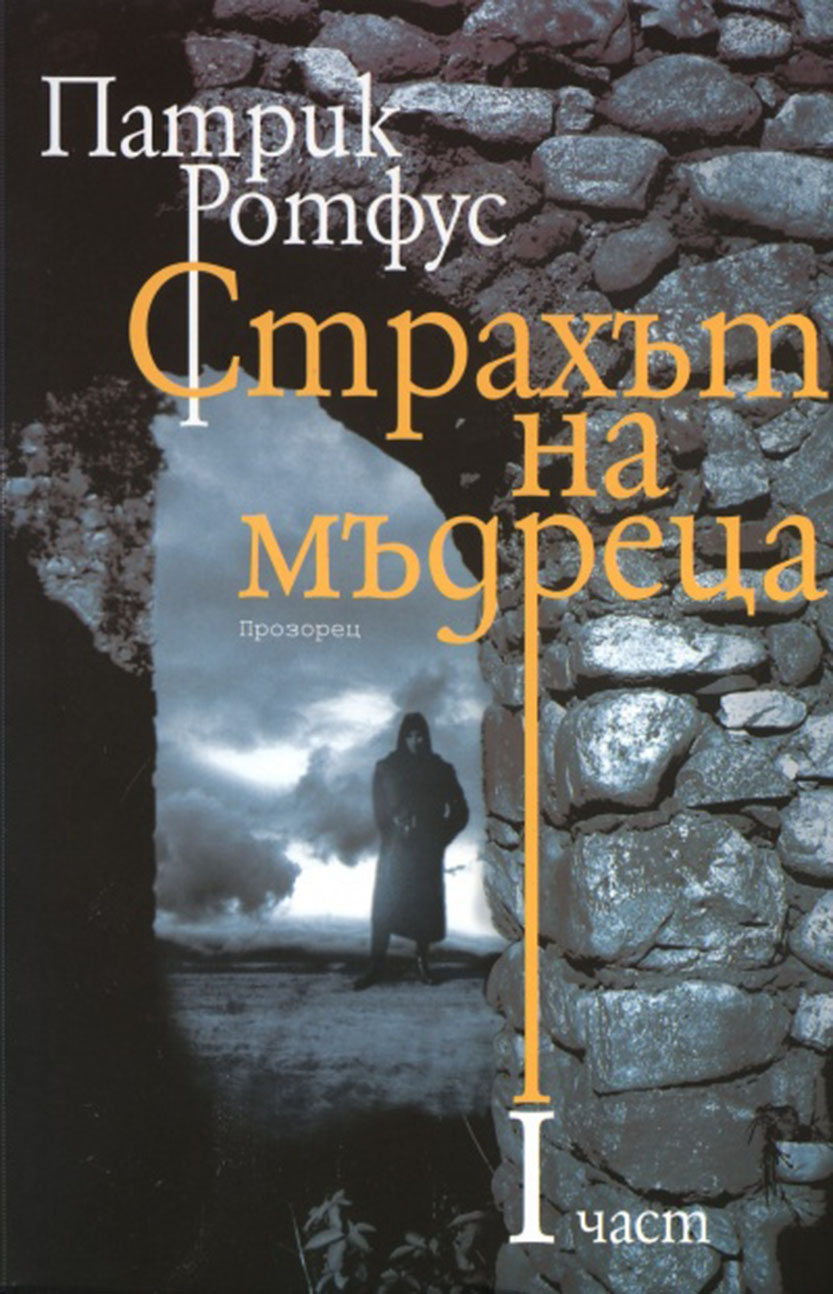 Патрик
Ротфус
Страхът
на
мъдреца
Прозорец
I част